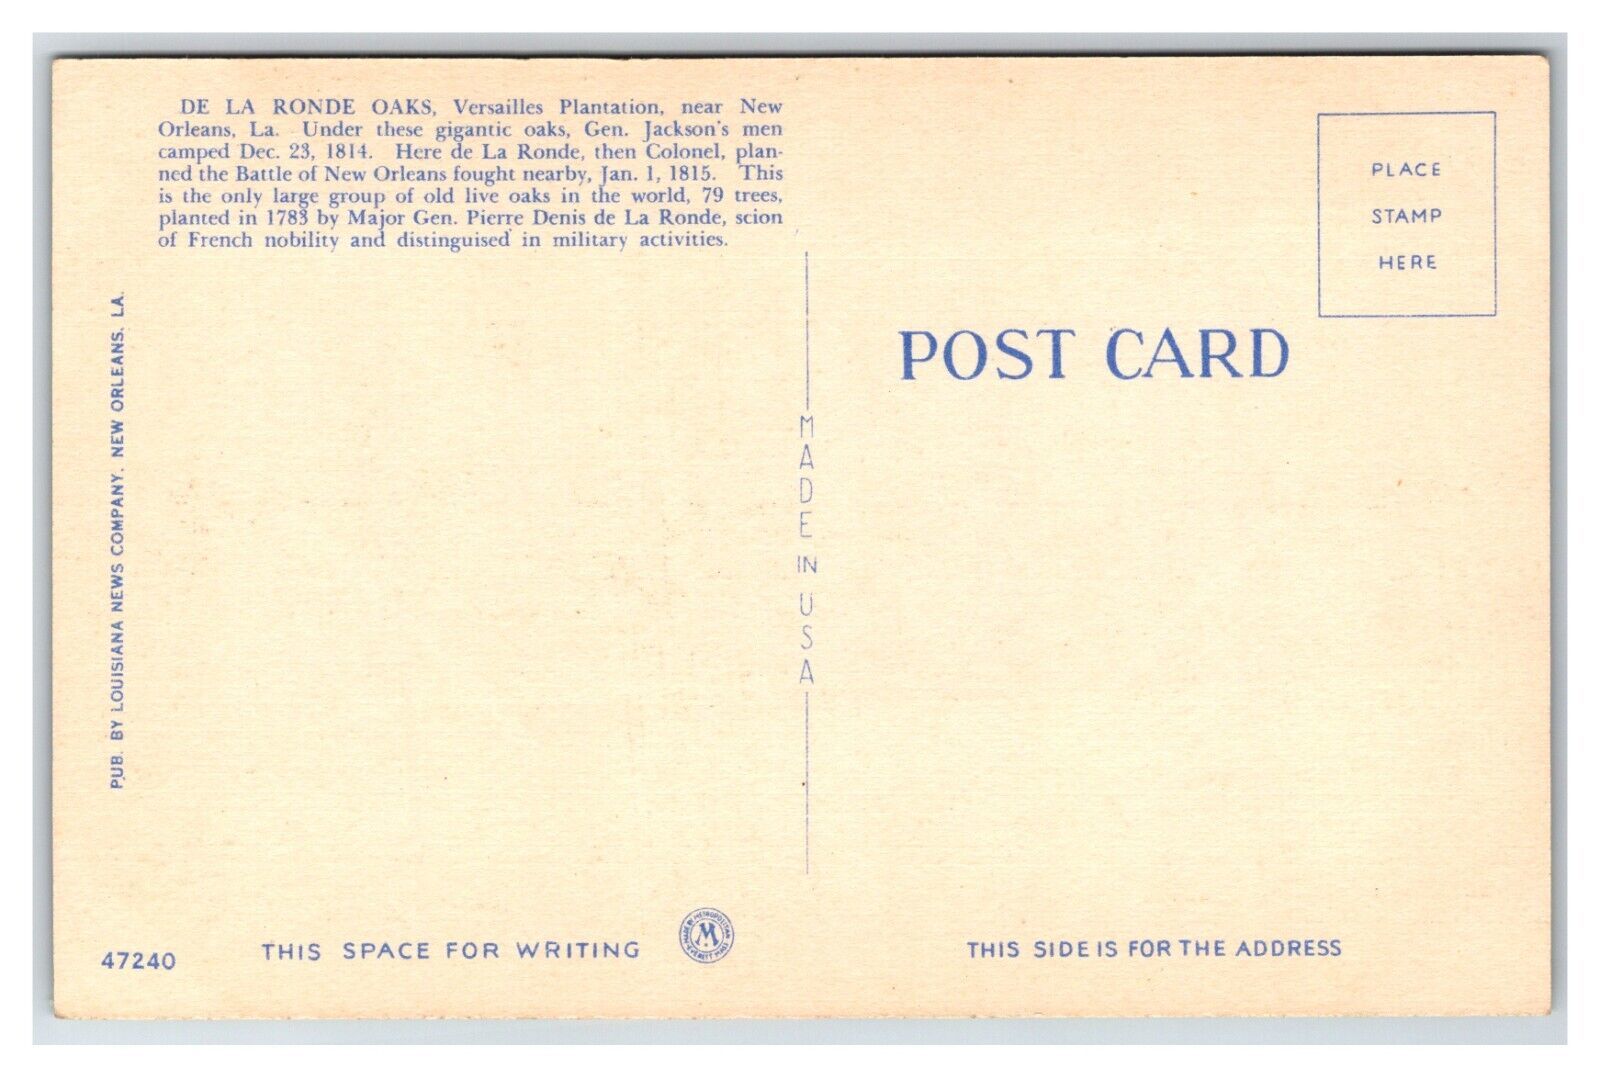 DE LA RONDE OAKS, Versailles Plantation, near New
Orleans, La. Under these gigantic oaks, Gen. Jackson's men
camped Dec. 23, 1814. Here de La Ronde, then Colonel, plan-
ned the Battle of New Orleans fought nearby, Jan. 1, 1815. This
is the only large group of old live oaks in the world, 79 trees,
planted in 1783 by Major Gen. Pierre Denis de La Ronde, scion
of French nobility and distinguised in military activities.
PUB. BY LOUISIANA NEWS COMPANY, NEW ORLEANS, LA.
MADE IN USA
PLACE
STAMP
HERE
POST CARD
47240
THIS SPACE FOR WRITING
MADE BY METROPOLITAN
M
EVERETT MASS
THIS SIDE IS FOR THE ADDRESS